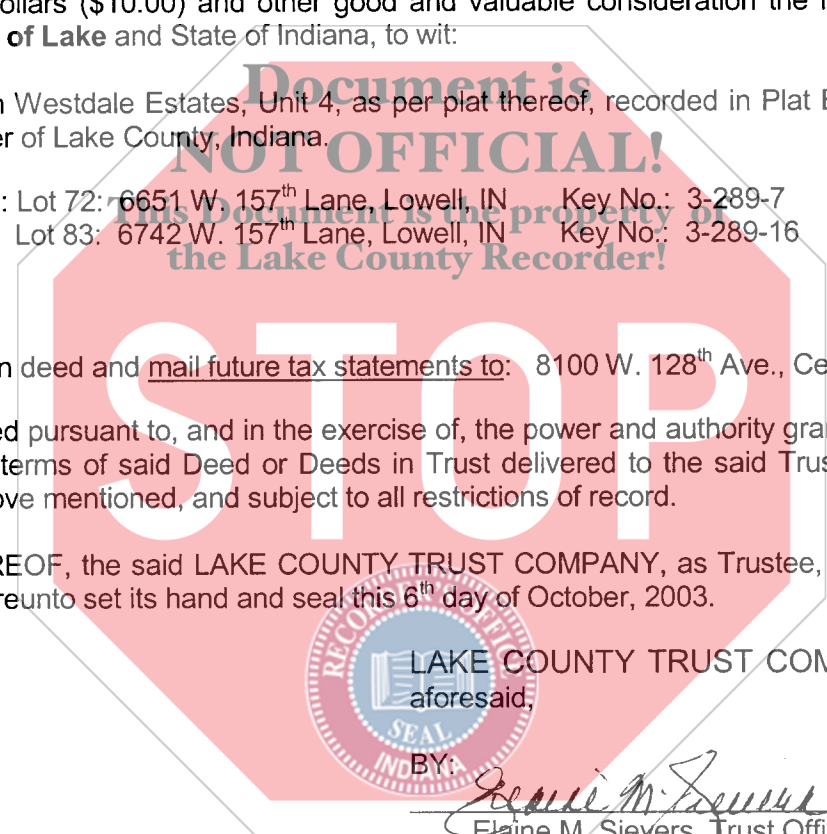 ollars ($10.00) and other good and valuable consideration the
of Lake and State of Indiana, to wit:
Document is
Westdale Estates, Unit 4, as per plat thereof, recorded in Plat
NOT OFFICIAL!
er of Lake County, Indiana.
: Lot 72: 6651 W. 157th Lane, Lowell, IN Key No.: 3-289-7
This Document is the property of
Lot 83: 6742 W. 157th Lane, Lowell, IN Key No.: 3-289-16
the Lake County Recorder!
STOP
n deed and mail future tax statements to: 8100 W. 128th Ave., Ce
ed pursuant to, and in the exercise of, the power and authority gra
terms of said Deed or Deeds in Trust delivered to the said Trus
ove mentioned, and subject to all restrictions of record.
REOF, the said LAKE COUNTY TRUST COMPANY, as Trustee,
reunto set its hand and seal this 6th day of October, 2003.
RECORDER'S OFFICE
LAKE COUNTY TRUST COM
aforesaid,
SEAL
INDIANA
BY:
Elaine M. Sievers
Elaine M. Sievers, Trust Offi